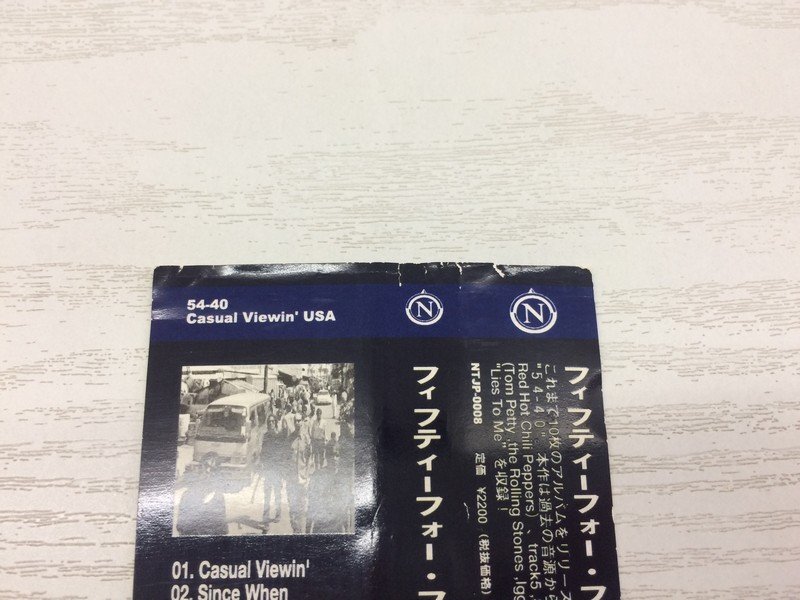 54-40
Casual Viewin' USA
01. Casual Viewin'
02. Since When
N
フィフティーフォー・フ
N
フィフティーフォー・フ
これまで10枚のアルバムをリリース
"54-40" 本作は過去の音源から
Red Hot Chili Peppers) 、track5,
(Tom Petty ,the Rolling Stones ,Igg
"Lies To Me" を収録!
NTJP-0008 定価 ¥2200 (税抜価格)